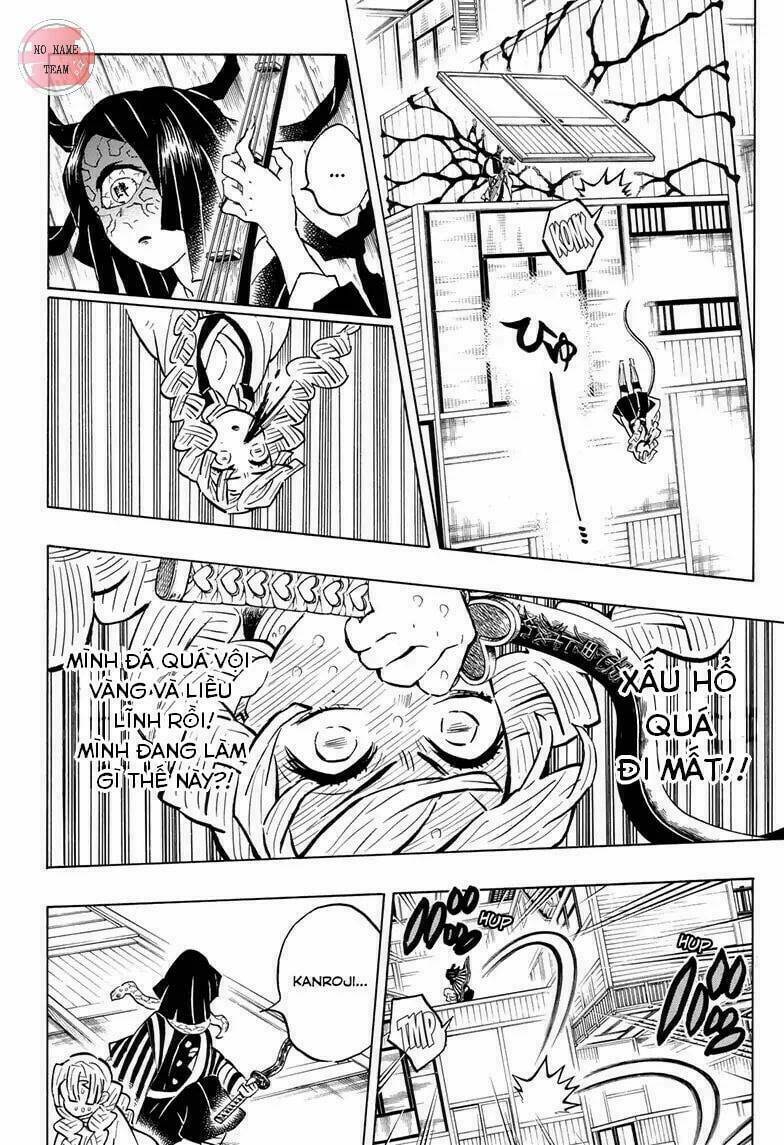 NO NAME
TEAM
KONK
ひゅ
...
XẤU HỔ
QUÁ
ĐI MẤT!!
MÌNH ĐÃ QUÁ VỘI
VÀNG VÀ LIỀU
LĨNH RỒI!
MÌNH ĐANG LÀM
GÌ THẾ NÀY?!
HUP
HUP
TMP
KANROJI...